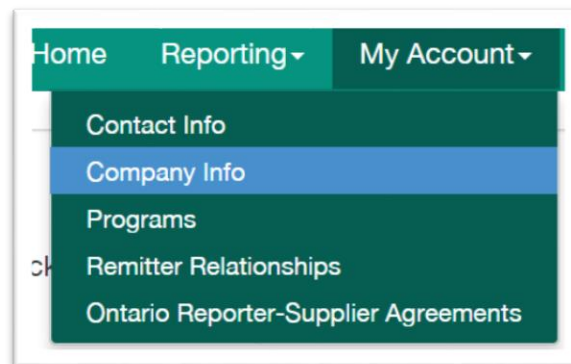 Home Reporting My Account
Contact Info
Company Info
Programs
Remitter Relationships
Ontario Reporter-Supplier Agreements